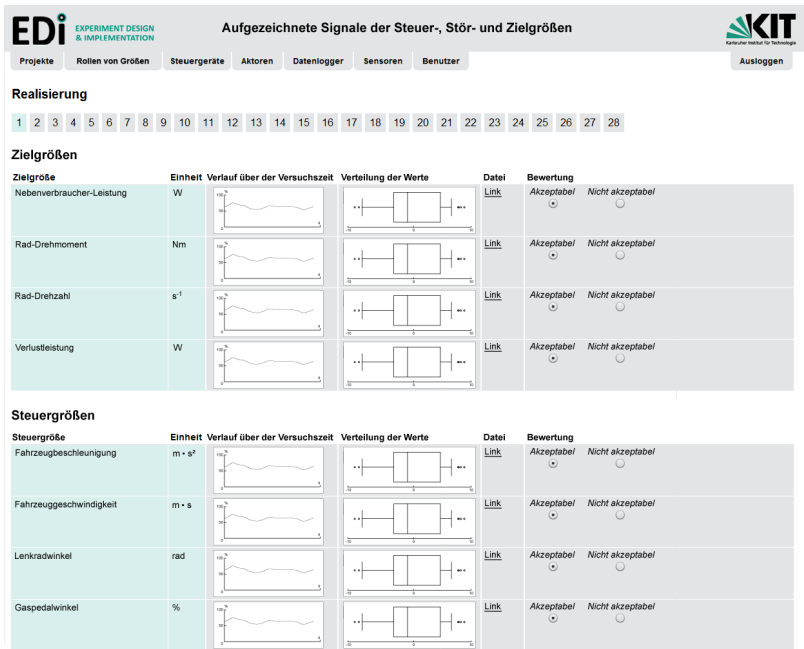 EDi EXPERIMENT DESIGN & IMPLEMENTATION
Aufgezeichnete Signale der Steuer-, Stör- und Zielgrößen
KIT
Karlsruher Institut für Technologie
Projekte Rollen von Größen Steuergeräte Aktoren Datenlogger Sensoren Benutzer Ausloggen
Realisierung
1 2 3 4 5 6 7 8 9 10 11 12 13 14 15 16 17 18 19 20 21 22 23 24 25 26 27 28
Zielgrößen
Zielgröße Einheit Verlauf über der Versuchszeit Verteilung der Werte Datei Bewertung
Nebenverbraucher-Leistung W Link Akzeptabel Nicht akzeptabel
Rad-Drehmoment Nm Link Akzeptabel Nicht akzeptabel
Rad-Drehzahl s⁻¹ Link Akzeptabel Nicht akzeptabel
Verlustleistung W Link Akzeptabel Nicht akzeptabel
Steuergrößen
Steuergröße Einheit Verlauf über der Versuchszeit Verteilung der Werte Datei Bewertung
Fahrzeugbeschleunigung m • s² Link Akzeptabel Nicht akzeptabel
Fahrzeuggeschwindigkeit m • s Link Akzeptabel Nicht akzeptabel
Lenkradwinkel rad Link Akzeptabel Nicht akzeptabel
Gaspedalwinkel % Link Akzeptabel Nicht akzeptabel